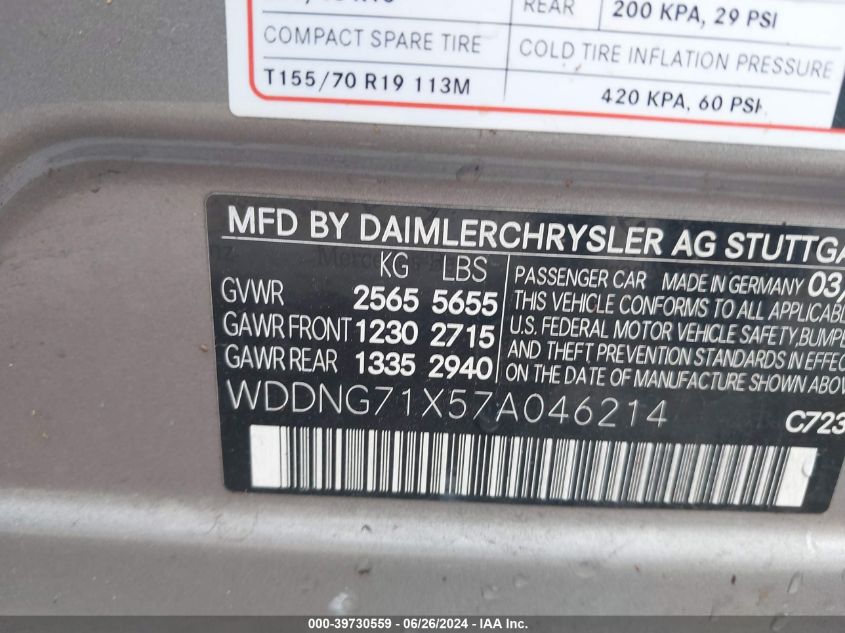 REAR 200 KPA, 29 PSI
COMPACT SPARE TIRE COLD TIRE INFLATION PRESSURE
T155/70 R19 113M 420 KPA, 60 PSI
MFD BY DAIMLERCHRYSLER AG STUTTGA
KG LBS
GVWR 2565 5655
GAWR FRONT 1230 2715
GAWR REAR 1335 2940
PASSENGER CAR MADE IN GERMANY 03/
THIS VEHICLE CONFORMS TO ALL APPLICABLE
U.S. FEDERAL MOTOR VEHICLE SAFETY, BUMPE
AND THEFT PREVENTION STANDARDS IN EFFEC
ON THE DATE OF MANUFACTURE SHOWN ABOV
WDDNG71X57A046214
C723
000-39730559 - 06/26/2024 - IAAI.com